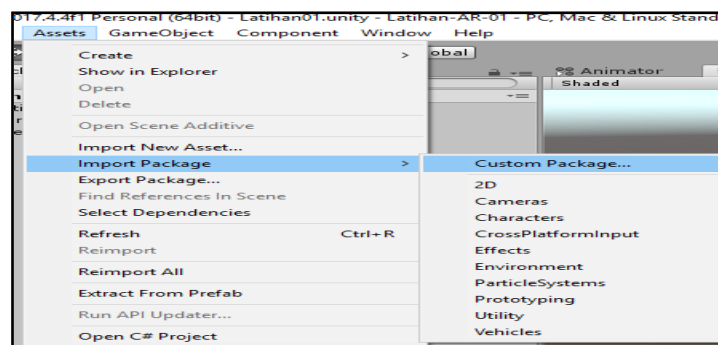 017.4.4f1 Personal (64bit) - Latihan01.unity - Latihan-AR-01 - PC, Mac & Linux Stand
Assets GameObject Component Window Help
obal
Create >
Show in Explorer
Animator
Open
Shaded
Delete
Open Scene Additive
Import New Asset...
Import Package > Custom Package...
Export Package...
2D
Find References In Scene
Cameras
Select Dependencies
Characters
Refresh Ctrl+R
CrossPlatformInput
Reimport
Effects
Environment
Reimport All
ParticleSystems
Extract From Prefab
Prototyping
Run API Updater...
Utility
Vehicles
Open C# Project